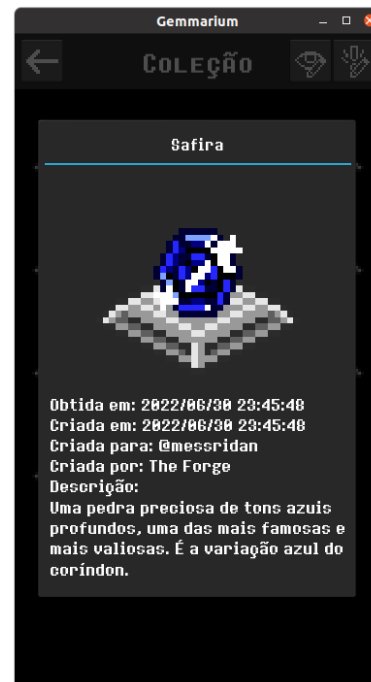 Gemmarium
Coleção
Safira
Obtida em: 2022/06/30 23:45:48
Criada em: 2022/06/30 23:45:48
Criada para: @messridan
Criada por: The Forge
Descrição:
Uma pedra preciosa de tons azuis
profundos, uma das mais famosas e
mais valiosas. É a variação azul do
coríndon.